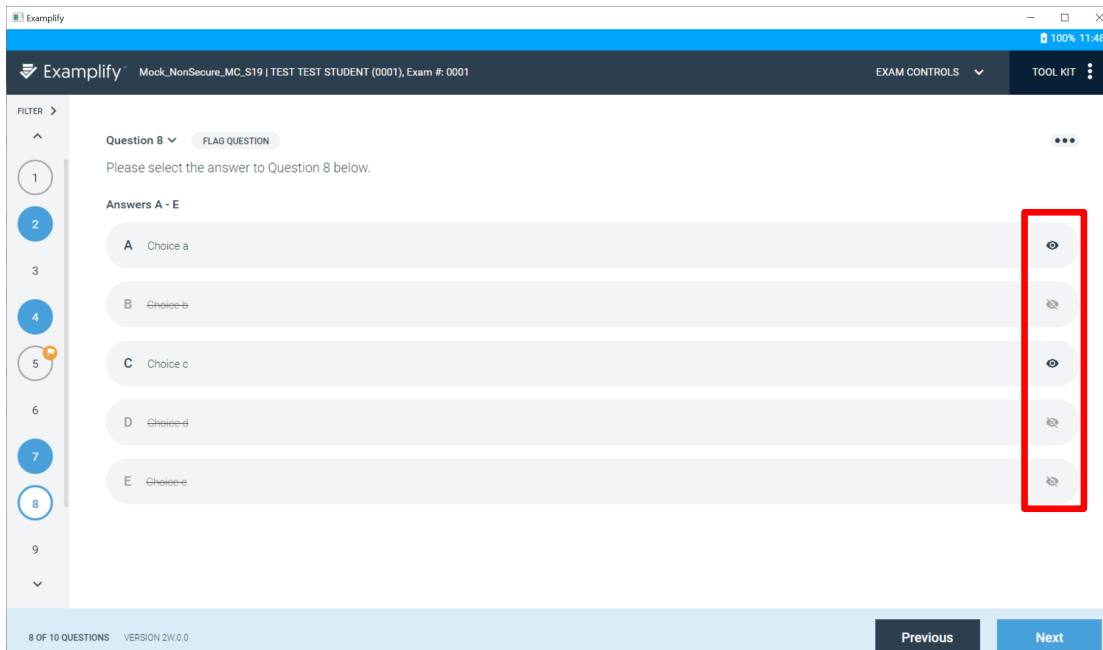 Examplify
100% 11:48
Examplify Mock_NonSecure_MC_S19 | TEST TEST STUDENT (0001), Exam #: 0001 EXAM CONTROLS TOOL KIT
FILTER
Question 8 FLAG QUESTION
Please select the answer to Question 8 below.
Answers A - E
1
2
3
4
5
6
7
8
9
A Choice a
B Choice b
C Choice c
D Choice d
E Choice e
8 OF 10 QUESTIONS VERSION 2W.0.0 Previous Next